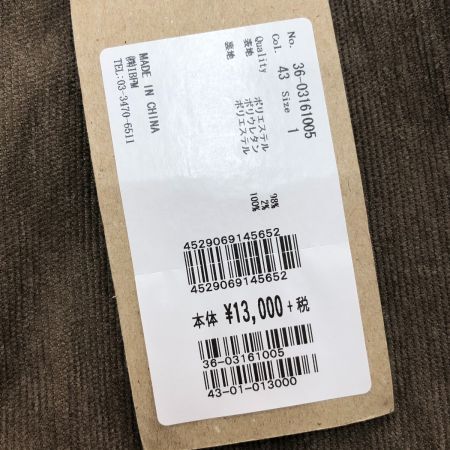 No. 36-03161005
Col. 43 Size 1
Quality
表地 ポリエステル 98%
ポリウレタン 2%
裏地 ポリエステル 100%
MADE IN CHINA
㈱IBPM
TEL:03-3470-6511
4529069145652
4529069145652
本体 ¥13,000+税
36-03161005
43-01-013000